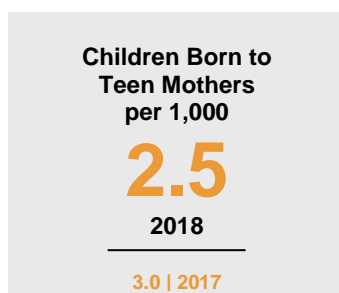 Children Born to
Teen Mothers
per 1,000
2.5
2018
3.0 | 2017